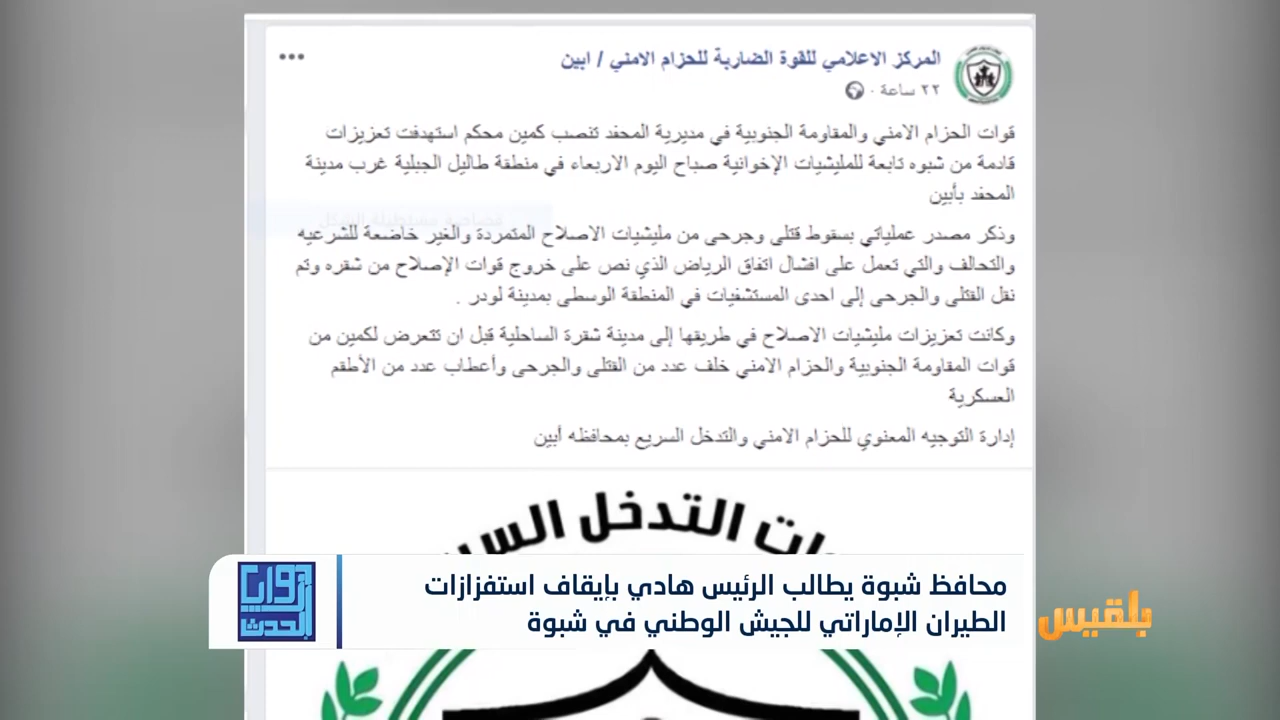 المركز الاعلامي للقوة الضاربة للحزام الامني / ابين
٢٢ ساعة ·
قوات الحزام الامني والمقاومة الجنوبية في مديرية المحفد تنصب كمين محكم استهدفت تعزيزات
قادمة من شبوه تابعة للمليشيات الإخوانية صباح اليوم الاربعاء في منطقة طاليل الجبلية غرب مدينة
المحفد بأبين
وذكر مصدر عملياتي بسقوط قتلى وجرحى من مليشيات الاصلاح المتمردة والغير خاضعة للشرعيه
والتحالف والتي تعمل على افشال اتفاق الرياض الذي نص على خروج قوات الإصلاح من شقره وتم
نقل القتلى والجرحى إلى احدى المستشفيات في المنطقة الوسطى بمدينة لودر .
وكانت تعزيزات مليشيات الاصلاح في طريقها إلى مدينة شقرة الساحلية قبل ان تتعرض لكمين من
قوات المقاومة الجنوبية والحزام الامني خلف عدد من القتلى والجرحى وأعطاب عدد من الأطقم
العسكرية
إدارة التوجيه المعنوي للحزام الامني والتدخل السريع بمحافظه أبين
ات التدخل الس
محافظ شبوة يطالب الرئيس هادي بإيقاف استفزازات
الطيران الإماراتي للجيش الوطني في شبوة
بلقيس
الحدث